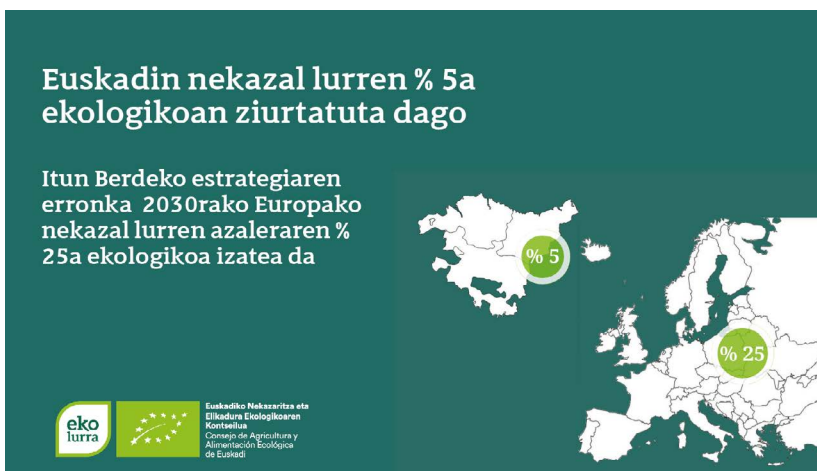 Euskadin nekazal lurren % 5a
ekologikoan ziurtatuta dago
Itun Berdeko estrategiaren
erronka 2030rako Europako
nekazal lurren azaleraren %
25a ekologikoa izatea da
% 5
% 25
eko
lurra
Euskadiko Nekazaritza eta
Elikadura Ekologikoaren
Kontseilua
Consejo de Agricultura y
Alimentación Ecológica
de Euskadi